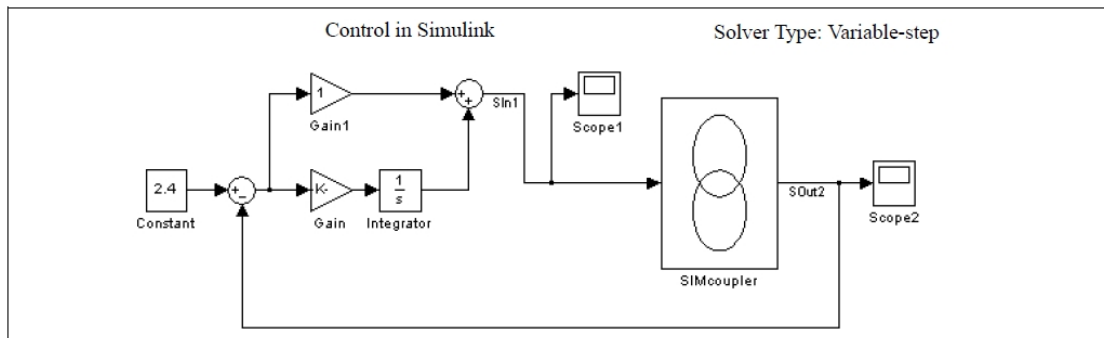 Control in Simulink
Solver Type: Variable-step
1
Gain1
+
+
SIn1
Scope1
2.4
Constant
+
−
K-
Gain
1
s
Integrator
SIMcoupler
SOut2
Scope2